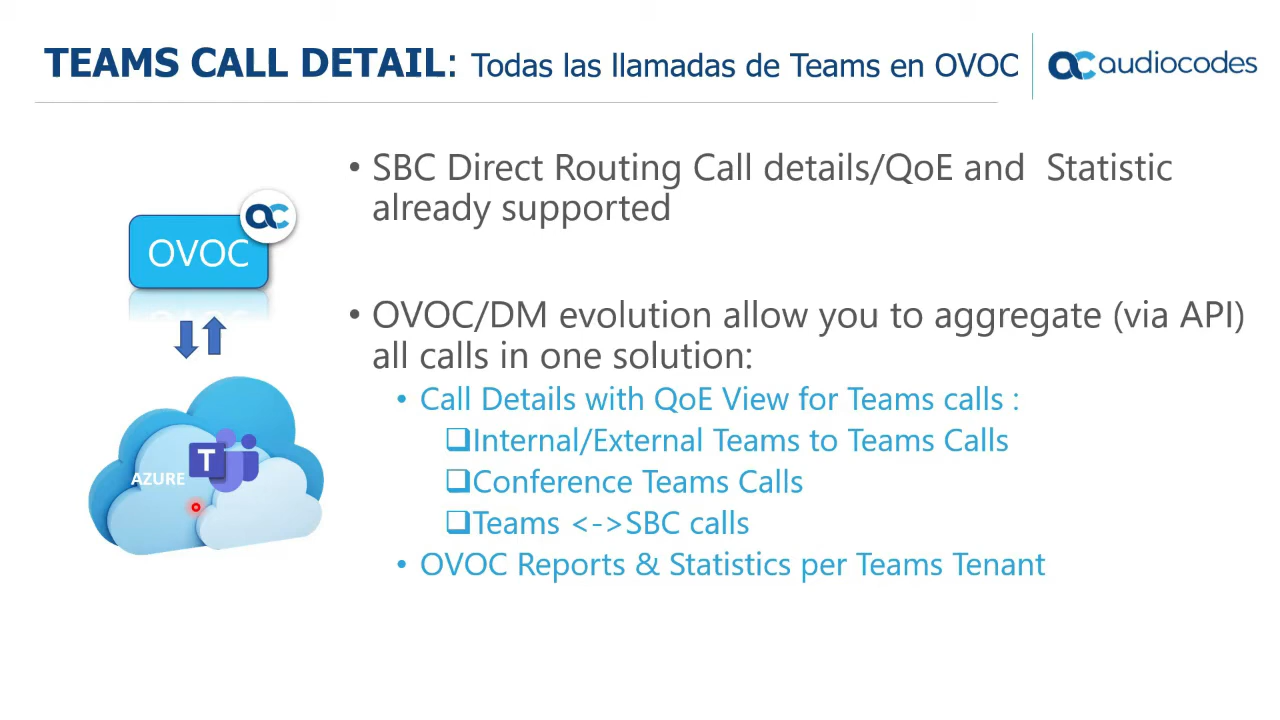 TEAMS CALL DETAIL: Todas las llamadas de Teams en OVOC
audiocodes
• SBC Direct Routing Call details/QoE and  Statistic
already supported
OVOC
• OVOC/DM evolution allow you to aggregate (via API)
all calls in one solution:
• Call Details with QoE View for Teams calls :
❑Internal/External Teams to Teams Calls
❑Conference Teams Calls
❑Teams <->SBC calls
• OVOC Reports & Statistics per Teams Tenant
T
AZURE